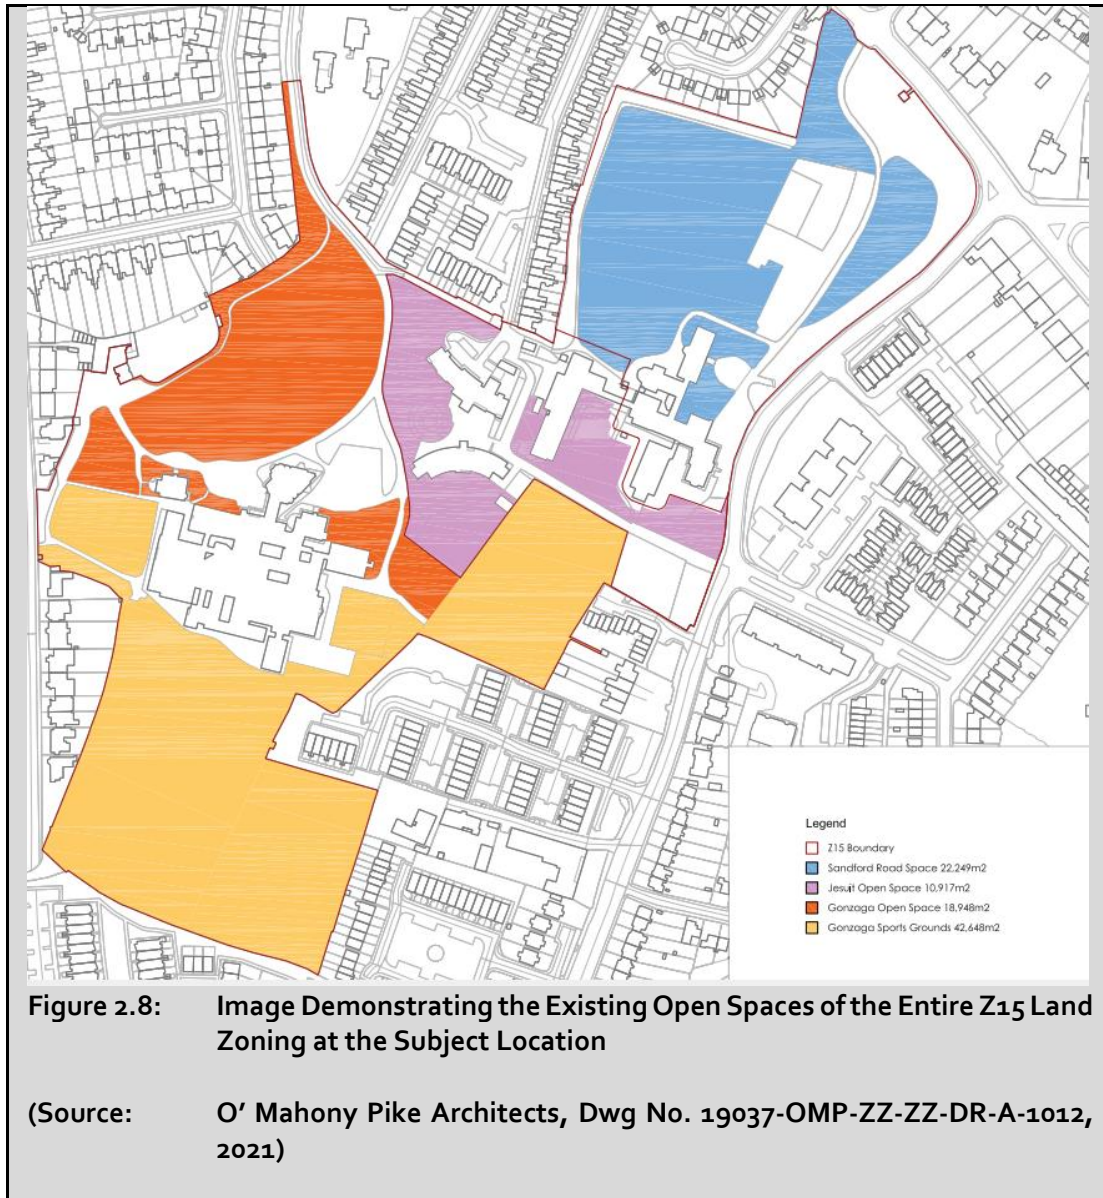 Legend
Z15 Boundary
Sandford Road Space 22,249m2
Jesuit Open Space 10,917m2
Gonzaga Open Space 18,948m2
Gonzaga Sports Grounds 42,648m2
Figure 2.8: Image Demonstrating the Existing Open Spaces of the Entire Z15 Land
Zoning at the Subject Location
(Source: O' Mahony Pike Architects, Dwg No. 19037-OMP-ZZ-ZZ-DR-A-1012,
2021)